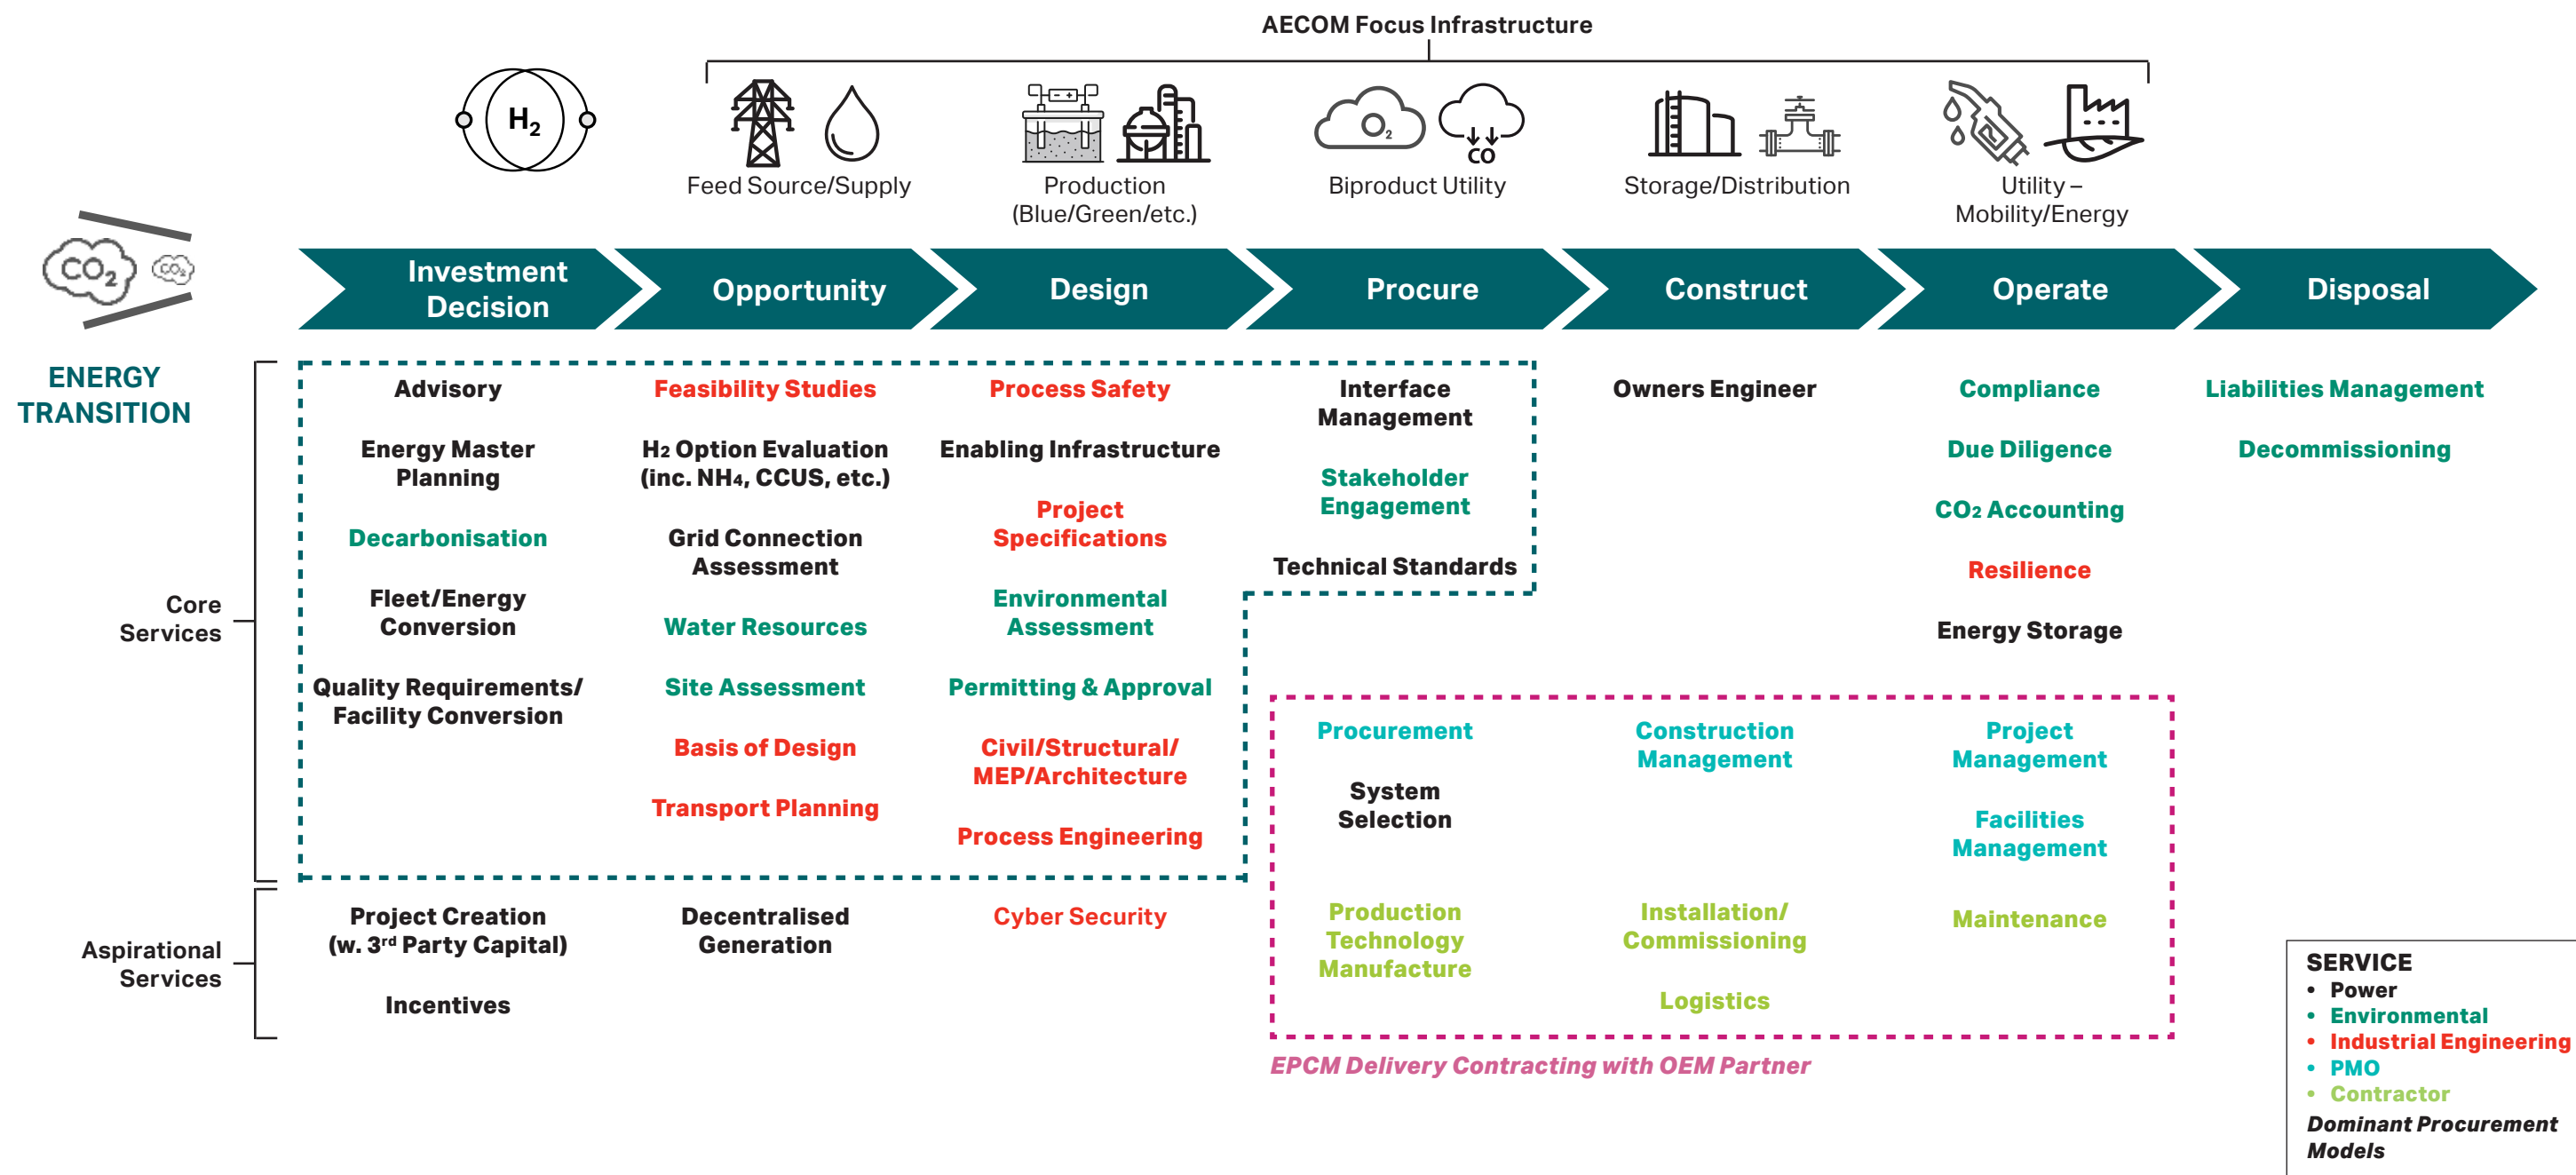 AECOM Focus Infrastructure
H2
- +
O2
CO
Feed Source/Supply
Production
(Blue/Green/etc.)
Biproduct Utility
Storage/Distribution
Utility –
Mobility/Energy
CO2
CO2
ENERGY
TRANSITION
Investment
Decision
Opportunity
Design
Procure
Construct
Operate
Disposal
Core
Services
Advisory
Energy Master
Planning
Decarbonisation
Fleet/Energy
Conversion
Quality Requirements/
Facility Conversion
Feasibility Studies
H2 Option Evaluation
(inc. NH4, CCUS, etc.)
Grid Connection
Assessment
Water Resources
Site Assessment
Basis of Design
Transport Planning
Process Safety
Enabling Infrastructure
Project
Specifications
Environmental
Assessment
Permitting & Approval
Civil/Structural/
MEP/Architecture
Process Engineering
Interface
Management
Stakeholder
Engagement
Technical Standards
Procurement
System
Selection
Owners Engineer
Construction
Management
Compliance
Due Diligence
CO2 Accounting
Resilience
Energy Storage
Project
Management
Facilities
Management
Liabilities Management
Decommissioning
Aspirational
Services
Project Creation
(w. 3rd Party Capital)
Incentives
Decentralised
Generation
Cyber Security
Production
Technology
Manufacture
Installation/
Commissioning
Logistics
Maintenance
EPCM Delivery Contracting with OEM Partner
SERVICE
• Power
• Environmental
• Industrial Engineering
• PMO
• Contractor
Dominant Procurement
Models